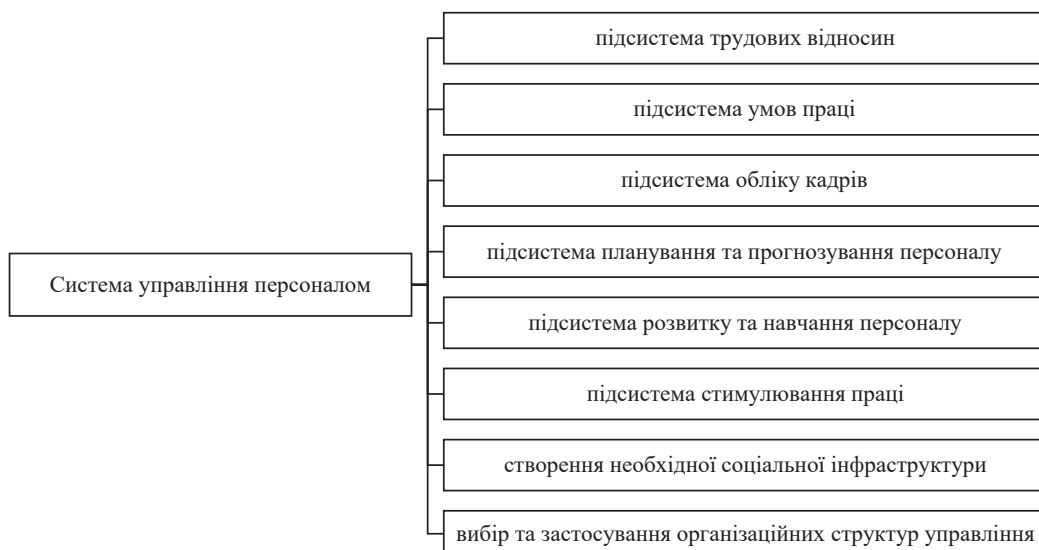 підсистема трудових відносин
підсистема умов праці
підсистема обліку кадрів
підсистема планування та прогнозування персоналу
Система управління персоналом
підсистема розвитку та навчання персоналу
підсистема стимулювання праці
створення необхідної соціальної інфраструктури
вибір та застосування організаційних структур управління